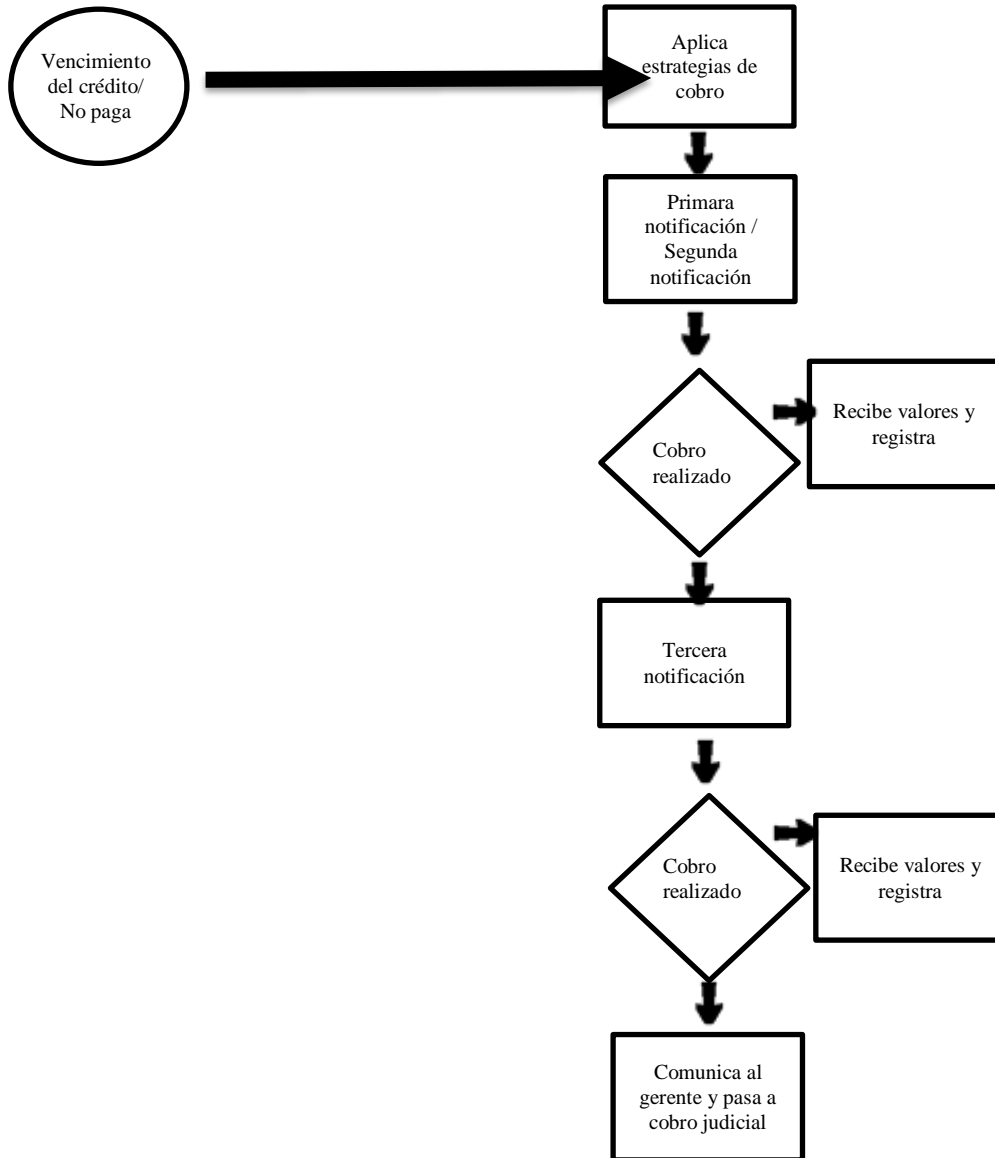 Vencimiento
del crédito/
No paga
Aplica
estrategias de
cobro
Primara
notificación /
Segunda
notificación
Cobro
realizado
Recibe valores y
registra
Tercera
notificación
Cobro
realizado
Recibe valores y
registra
Comunica al
gerente y pasa a
cobro judicial